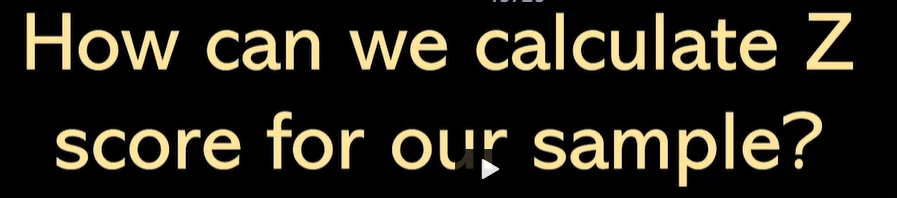 How can we calculate Z
score for our sample?